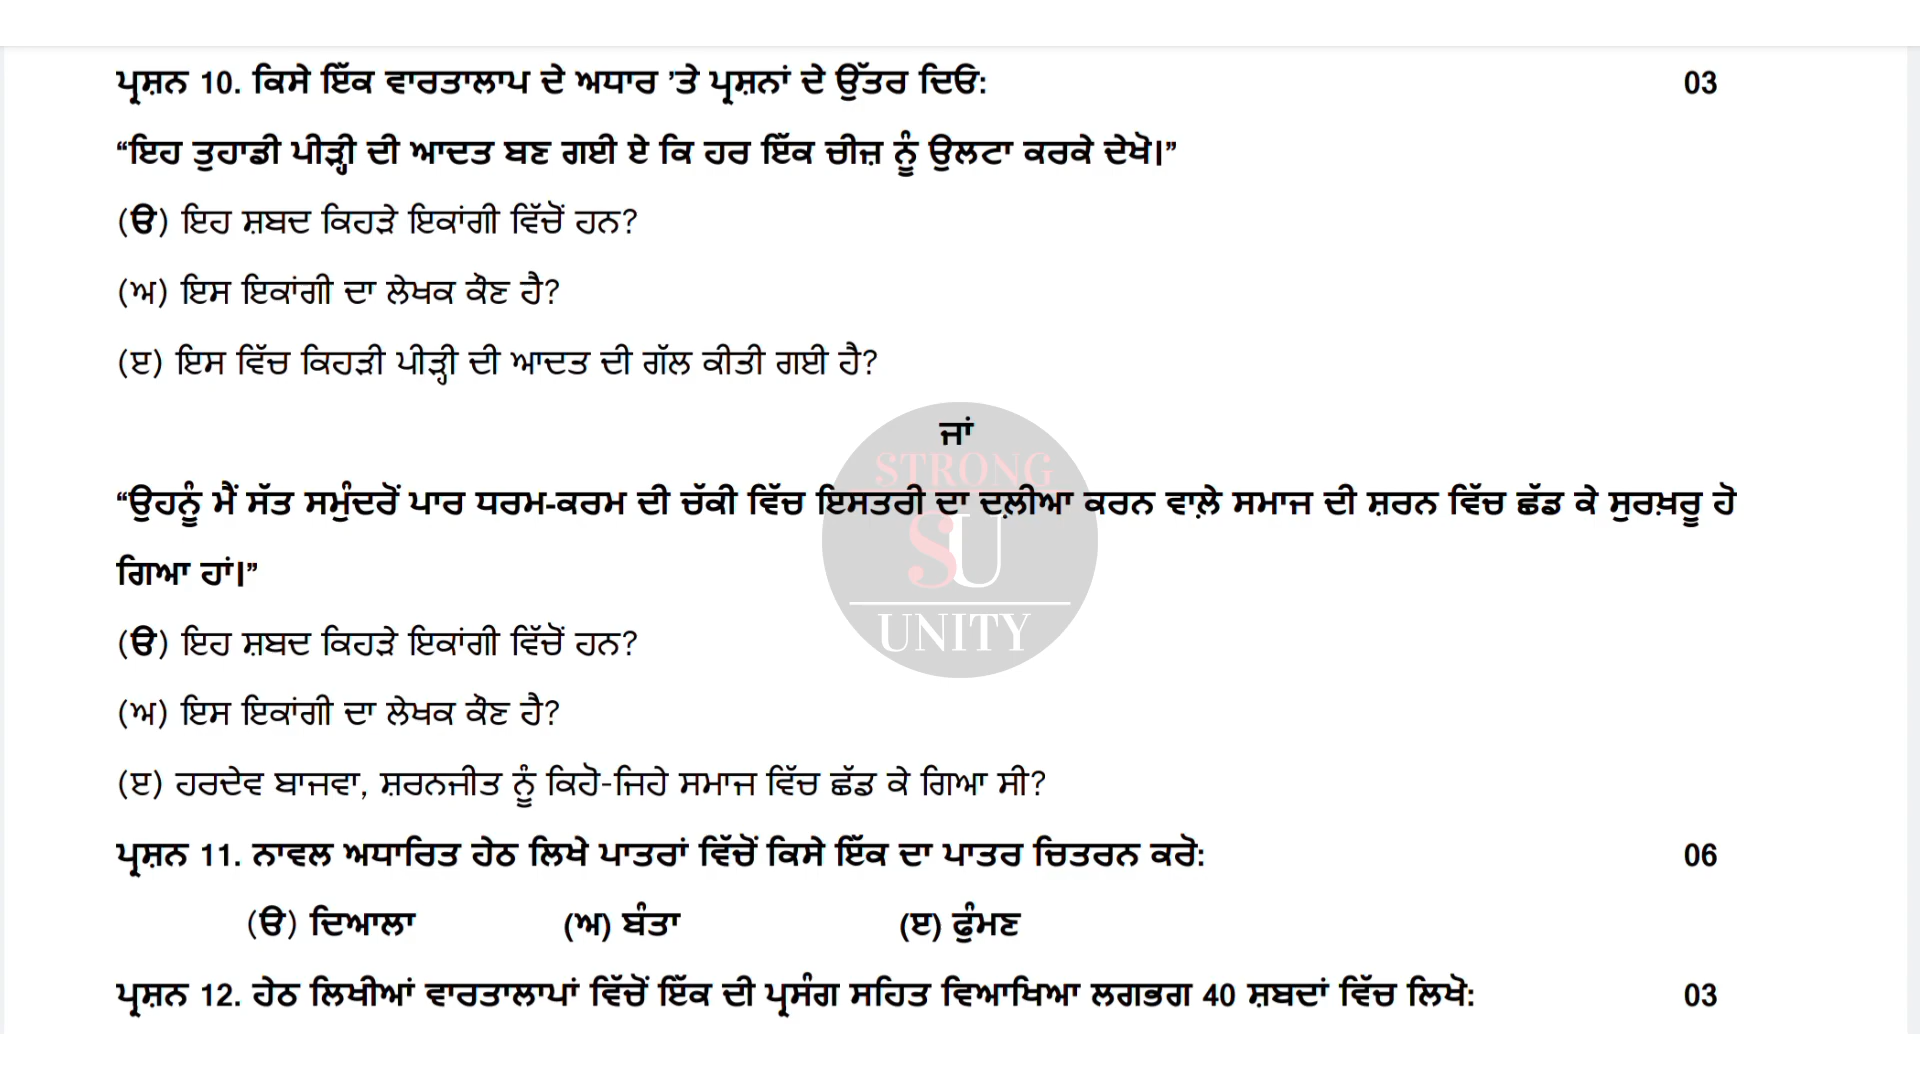 ਪ੍ਰਸ਼ਨ 10. ਕਿਸੇ ਇੱਕ ਵਾਰਤਾਲਾਪ ਦੇ ਅਧਾਰ 'ਤੇ ਪ੍ਰਸ਼ਨਾਂ ਦੇ ਉੱਤਰ ਦਿਓ: 03
“ਇਹ ਤੁਹਾਡੀ ਪੀੜ੍ਹੀ ਦੀ ਆਦਤ ਬਣ ਗਈ ਏ ਕਿ ਹਰ ਇੱਕ ਚੀਜ਼ ਨੂੰ ਉਲਟਾ ਕਰਕੇ ਦੇਖੋ।”
(ੳ) ਇਹ ਸ਼ਬਦ ਕਿਹੜੇ ਇਕਾਂਗੀ ਵਿੱਚੋਂ ਹਨ?
(ਅ) ਇਸ ਇਕਾਂਗੀ ਦਾ ਲੇਖਕ ਕੌਣ ਹੈ?
(ੲ) ਇਸ ਵਿੱਚ ਕਿਹੜੀ ਪੀੜ੍ਹੀ ਦੀ ਆਦਤ ਦੀ ਗੱਲ ਕੀਤੀ ਗਈ ਹੈ?
ਜਾਂ
STRONG
“ਉਹਨੂੰ ਮੈਂ ਸੱਤ ਸਮੁੰਦਰੋਂ ਪਾਰ ਧਰਮ-ਕਰਮ ਦੀ ਚੱਕੀ ਵਿੱਚ ਇਸਤਰੀ ਦਾ ਦਲ਼ੀਆ ਕਰਨ ਵਾਲ਼ੇ ਸਮਾਜ ਦੀ ਸ਼ਰਨ ਵਿੱਚ ਛੱਡ ਕੇ ਸੁਰਖ਼ਰੂ ਹੋ
SU
ਗਿਆ ਹਾਂ।”
UNITY
(ੳ) ਇਹ ਸ਼ਬਦ ਕਿਹੜੇ ਇਕਾਂਗੀ ਵਿੱਚੋਂ ਹਨ?
(ਅ) ਇਸ ਇਕਾਂਗੀ ਦਾ ਲੇਖਕ ਕੌਣ ਹੈ?
(ੲ) ਹਰਦੇਵ ਬਾਜਵਾ, ਸ਼ਰਨਜੀਤ ਨੂੰ ਕਿਹੋ-ਜਿਹੇ ਸਮਾਜ ਵਿੱਚ ਛੱਡ ਕੇ ਗਿਆ ਸੀ?
ਪ੍ਰਸ਼ਨ 11. ਨਾਵਲ ਅਧਾਰਿਤ ਹੇਠ ਲਿਖੇ ਪਾਤਰਾਂ ਵਿੱਚੋਂ ਕਿਸੇ ਇੱਕ ਦਾ ਪਾਤਰ ਚਿਤਰਨ ਕਰੋ: 06
(ੳ) ਦਿਆਲਾ (ਅ) ਬੰਤਾ (ੲ) ਫੁੰਮਣ
ਪ੍ਰਸ਼ਨ 12. ਹੇਠ ਲਿਖੀਆਂ ਵਾਰਤਾਲਾਪਾਂ ਵਿੱਚੋਂ ਇੱਕ ਦੀ ਪ੍ਰਸੰਗ ਸਹਿਤ ਵਿਆਖਿਆ ਲਗਭਗ 40 ਸ਼ਬਦਾਂ ਵਿੱਚ ਲਿਖੋ: 03